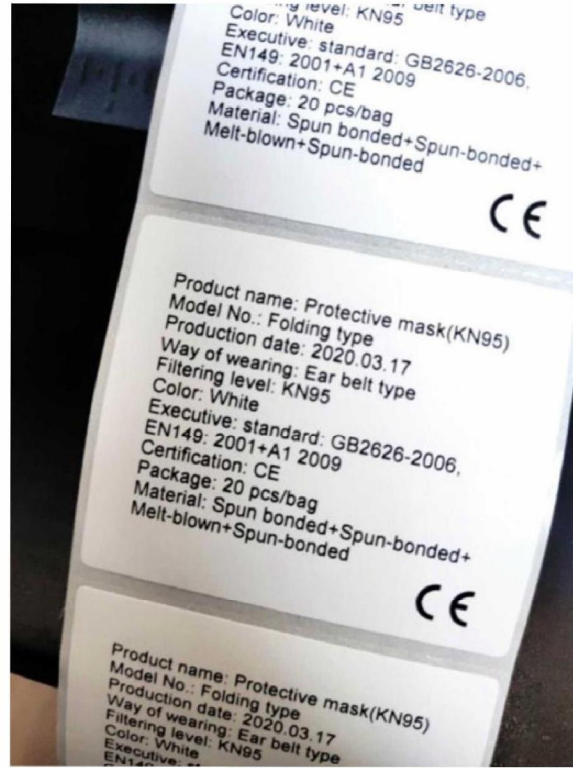 Filtering level: KN95
Color: White
Executive: standard: GB2626-2006,
EN149: 2001+A1 2009
Certification: CE
Package: 20 pcs/bag
Material: Spun bonded+Spun-bonded+
Melt-blown+Spun-bonded
CE
Product name: Protective mask(KN95)
Model No.: Folding type
Production date: 2020.03.17
Way of wearing: Ear belt type
Filtering level: KN95
Color: White
Executive: standard: GB2626-2006,
EN149: 2001+A1 2009
Certification: CE
Package: 20 pcs/bag
Material: Spun bonded+Spun-bonded+
Melt-blown+Spun-bonded
CE
Product name: Protective mask(KN95)
Model No.: Folding type
Production date: 2020.03.17
Way of wearing: Ear belt type
Filtering level: KN95
Color: White
Executive:
EN149